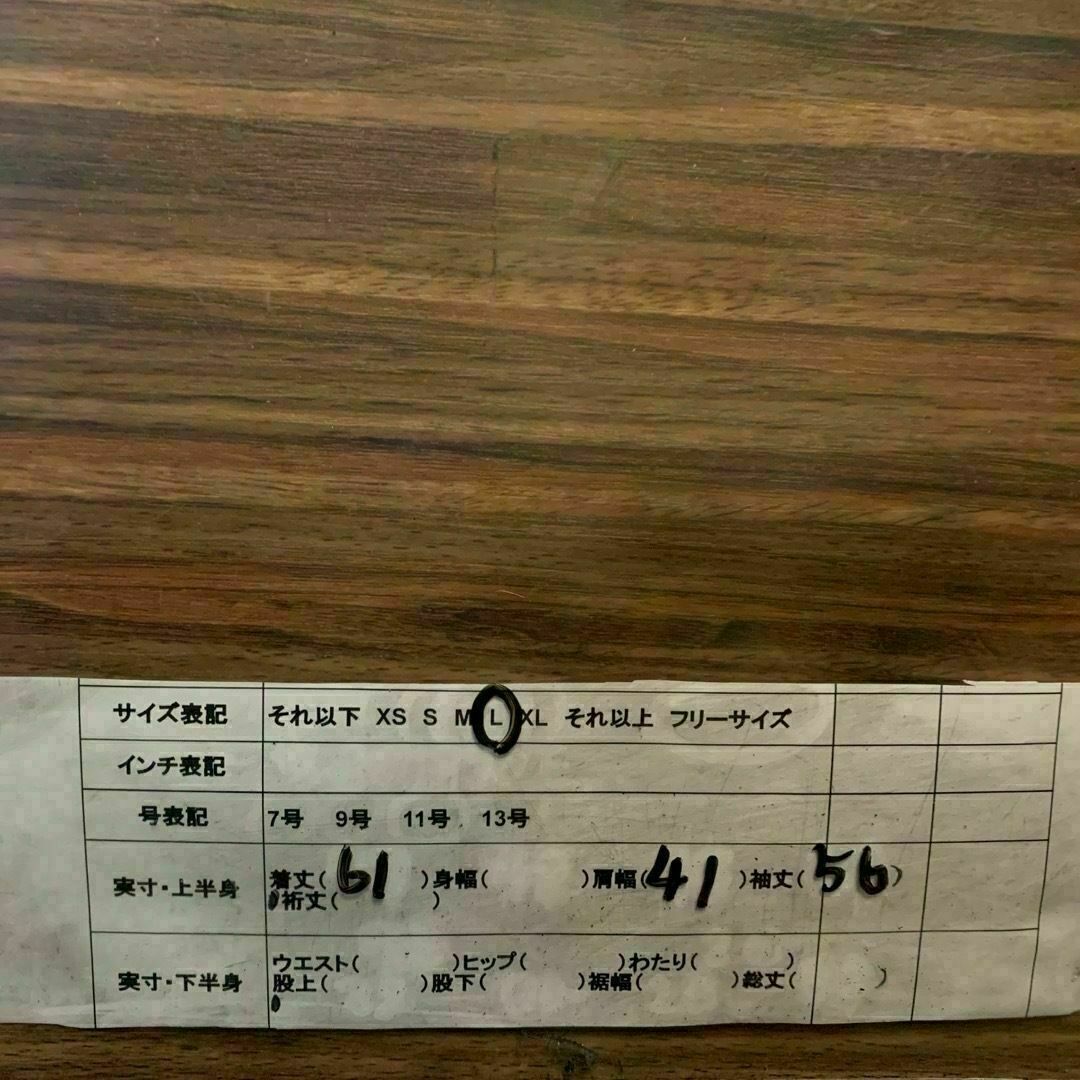 サイズ表記 それ以下 XS S M L XL それ以上 フリーサイズ
インチ表記
号表記 7号 9号 11号 13号
実寸・上半身 着丈( 61 )身幅( )肩幅( 41 )袖丈( 56 )
裄丈( )
実寸・下半身 ウエスト( )ヒップ( )わたり( )
股上( )股下( )裾幅( )総丈( )